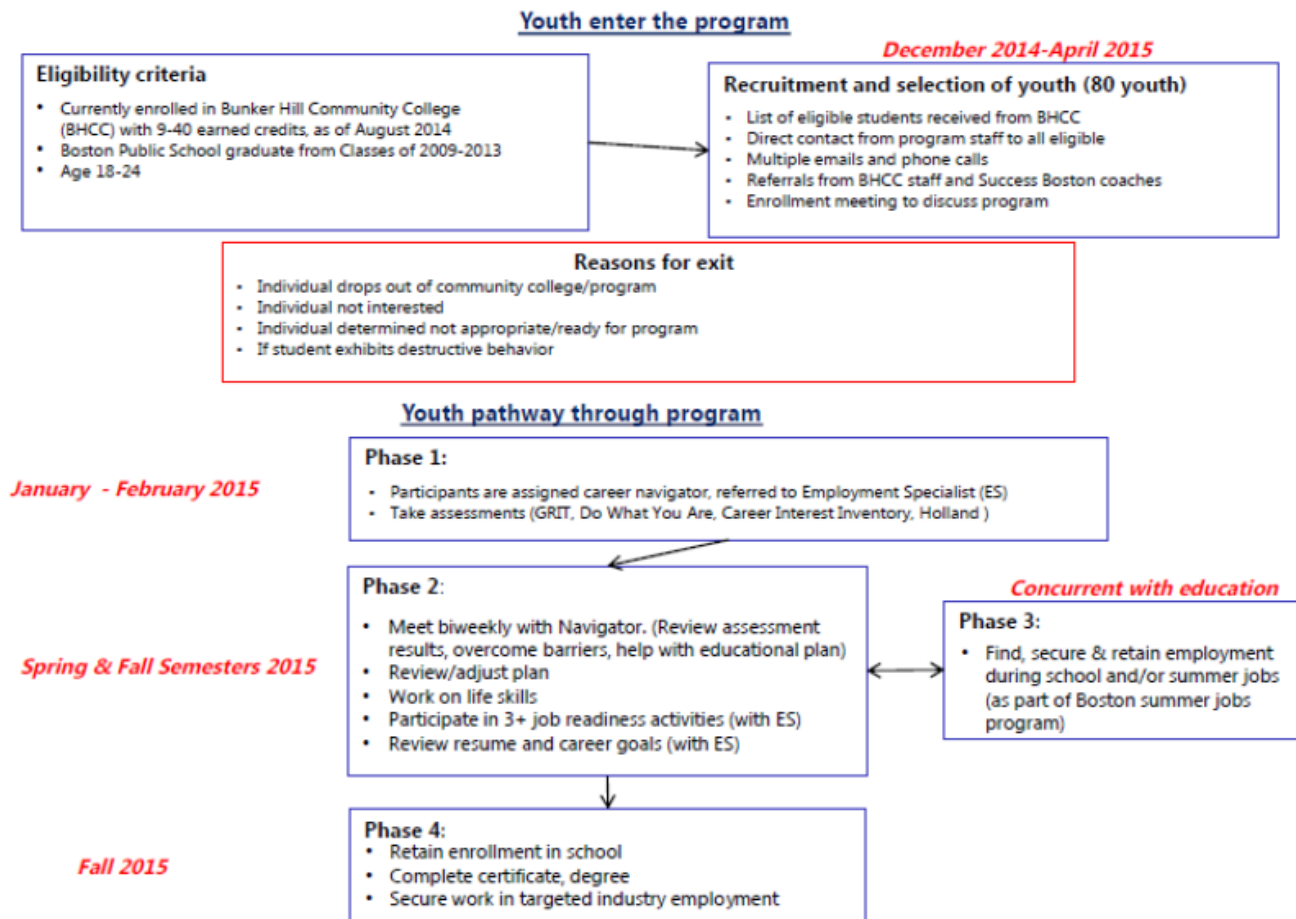 Youth enter the program
December 2014-April 2015
Eligibility criteria
• Currently enrolled in Bunker Hill Community College
(BHCC) with 9-40 earned credits, as of August 2014
• Boston Public School graduate from Classes of 2009-2013
• Age 18-24
Recruitment and selection of youth (80 youth)
• List of eligible students received from BHCC
• Direct contact from program staff to all eligible
• Multiple emails and phone calls
• Referrals from BHCC staff and Success Boston coaches
• Enrollment meeting to discuss program
Reasons for exit
• Individual drops out of community college/program
• Individual not interested
• Individual determined not appropriate/ready for program
• If student exhibits destructive behavior
Youth pathway through program
January - February 2015
Phase 1:
• Participants are assigned career navigator, referred to Employment Specialist (ES)
• Take assessments (GRIT, Do What You Are, Career Interest Inventory, Holland )
Spring & Fall Semesters 2015
Phase 2:
• Meet biweekly with Navigator. (Review assessment
results, overcome barriers, help with educational plan)
• Review/adjust plan
• Work on life skills
• Participate in 3+ job readiness activities (with ES)
• Review resume and career goals (with ES)
Concurrent with education
Phase 3:
• Find, secure & retain employment
during school and/or summer jobs
(as part of Boston summer jobs
program)
Fall 2015
Phase 4:
• Retain enrollment in school
• Complete certificate, degree
• Secure work in targeted industry employment